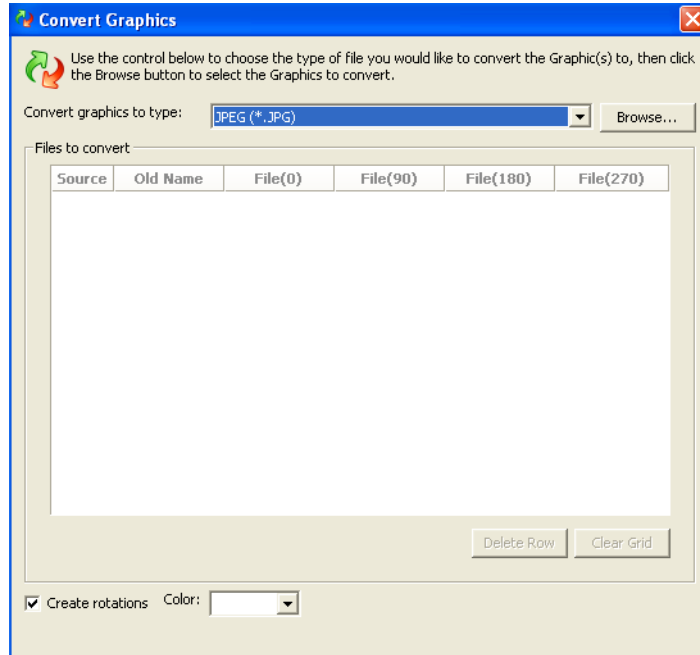 Convert Graphics
Use the control below to choose the type of file you would like to convert the Graphic(s) to, then click
the Browse button to select the Graphics to convert.
Convert graphics to type: JPEG (*.JPG) Browse...
Files to convert
Source Old Name File(0) File(90) File(180) File(270)
Delete Row Clear Grid
Create rotations Color: